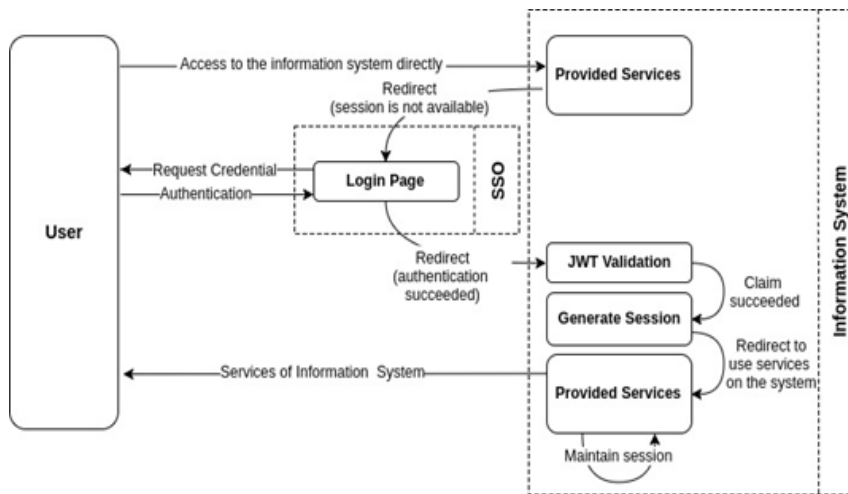 Access to the information system directly
Provided Services
Redirect
(session is not available)
Request Credential
Login Page
SSO
Authentication
User
Information System
Redirect
(authentication
succeeded)
JWT Validation
Claim
succeeded
Generate Session
Redirect to
use services
on the system
Services of Information System
Provided Services
Maintain session